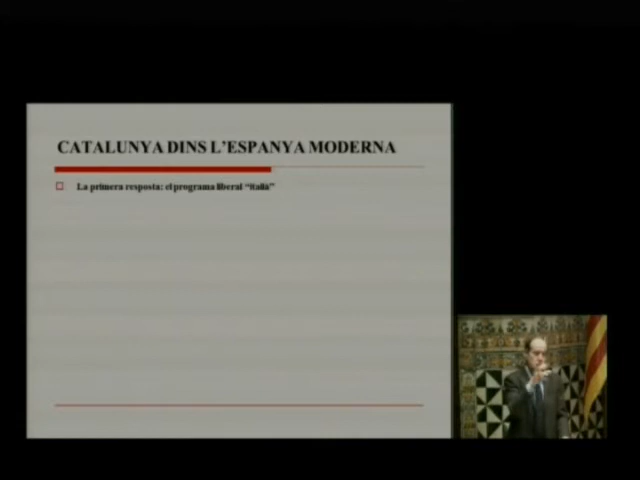 CATALUNYA DINS L'ESPANYA MODERNA
La primera resposta: el programa liberal “italià”